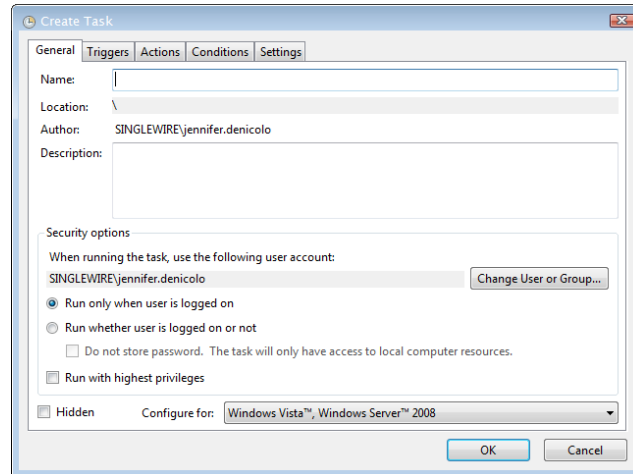 Create Task
General Triggers Actions Conditions Settings
Name:
Location: \
Author: SINGLEWIRE\jennifer.denicolo
Description:
Security options
When running the task, use the following user account:
SINGLEWIRE\jennifer.denicolo Change User or Group...
Run only when user is logged on
Run whether user is logged on or not
Do not store password. The task will only have access to local computer resources.
Run with highest privileges
Hidden Configure for: Windows Vista™, Windows Server™ 2008
OK Cancel